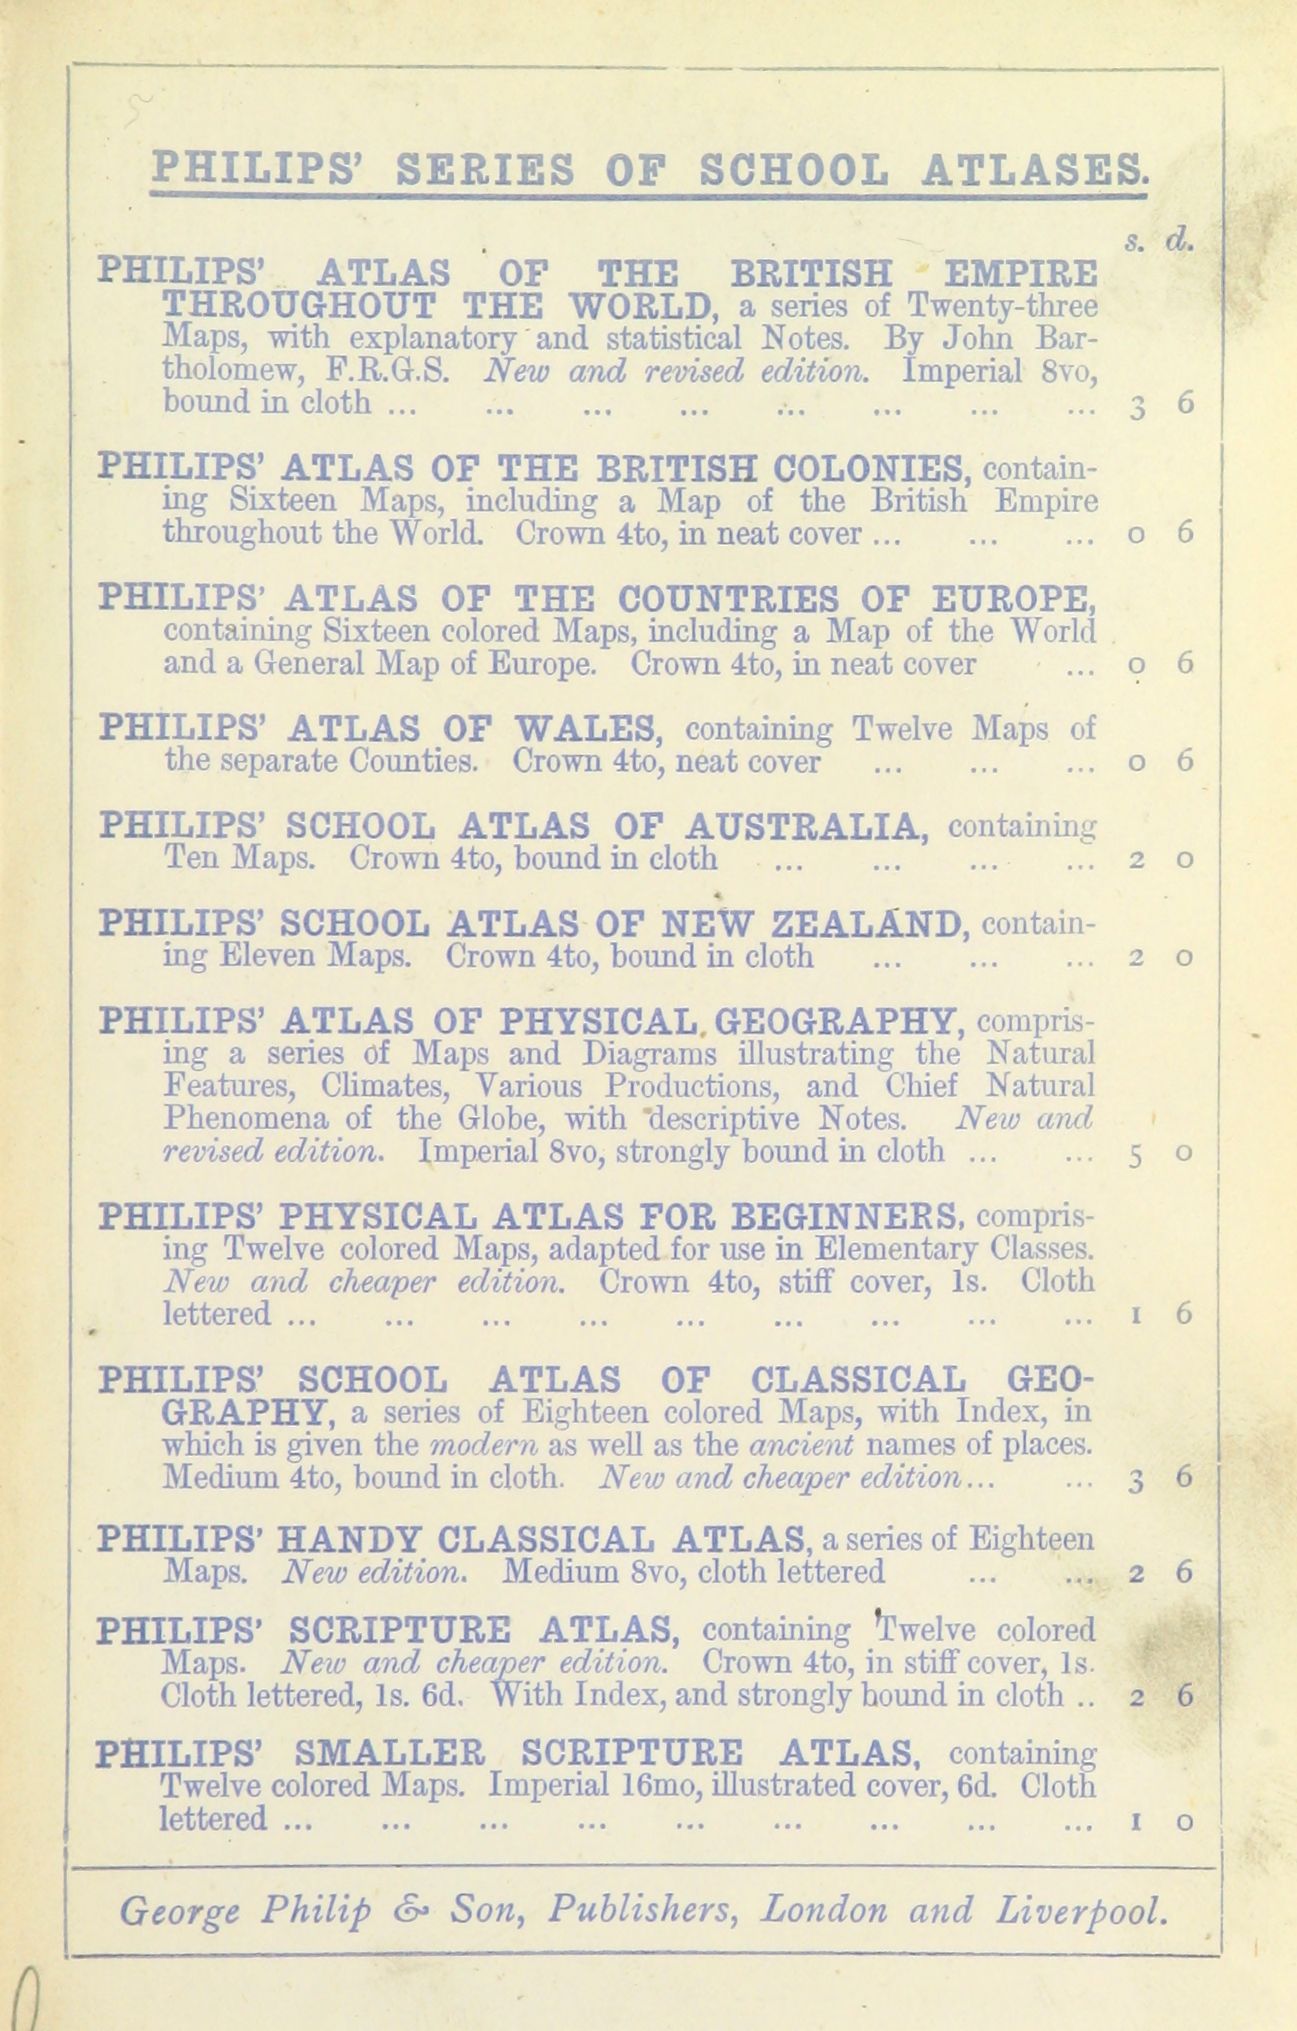 PHILIPS' SERIES OF SCHOOL ATLASES.
s. d.
PHILIPS' ATLAS OF THE BRITISH EMPIRE
THROUGHOUT THE WORLD, a series of Twenty-three
Maps, with explanatory and statistical Notes. By John Bar-
tholomew, F.R.G.S. New and revised edition. Imperial 8vo,
bound in cloth ... ... ... ... ... ... ... ... 3 6
PHILIPS' ATLAS OF THE BRITISH COLONIES, contain-
ing Sixteen Maps, including a Map of the British Empire
throughout the World. Crown 4to, in neat cover ... ... ... 0 6
PHILIPS' ATLAS OF THE COUNTRIES OF EUROPE,
containing Sixteen colored Maps, including a Map of the World
and a General Map of Europe. Crown 4to, in neat cover ... 0 6
PHILIPS' ATLAS OF WALES, containing Twelve Maps of
the separate Counties. Crown 4to, neat cover ... ... ... 0 6
PHILIPS' SCHOOL ATLAS OF AUSTRALIA, containing
Ten Maps. Crown 4to, bound in cloth ... ... ... ... 2 0
PHILIPS' SCHOOL ATLAS OF NEW ZEALAND, contain-
ing Eleven Maps. Crown 4to, bound in cloth ... ... ... 2 0
PHILIPS' ATLAS OF PHYSICAL GEOGRAPHY, compris-
ing a series of Maps and Diagrams illustrating the Natural
Features, Climates, Various Productions, and Chief Natural
Phenomena of the Globe, with descriptive Notes. New and
revised edition. Imperial 8vo, strongly bound in cloth ... ... 5 0
PHILIPS' PHYSICAL ATLAS FOR BEGINNERS, compris-
ing Twelve colored Maps, adapted for use in Elementary Classes.
New and cheaper edition. Crown 4to, stiff cover, 1s. Cloth
lettered ... ... ... ... ... ... ... ... ... 1 6
PHILIPS' SCHOOL ATLAS OF CLASSICAL GEO-
GRAPHY, a series of Eighteen colored Maps, with Index, in
which is given the modern as well as the ancient names of places.
Medium 4to, bound in cloth. New and cheaper edition... ... 3 6
PHILIPS' HANDY CLASSICAL ATLAS, a series of Eighteen
Maps. New edition. Medium 8vo, cloth lettered ... ... 2 6
PHILIPS' SCRIPTURE ATLAS, containing Twelve colored
Maps. New and cheaper edition. Crown 4to, in stiff cover, 1s.
Cloth lettered, 1s. 6d. With Index, and strongly bound in cloth .. 2 6
PHILIPS' SMALLER SCRIPTURE ATLAS, containing
Twelve colored Maps. Imperial 16mo, illustrated cover, 6d. Cloth
lettered ... ... ... ... ... ... ... ... ... 1 0
George Philip & Son, Publishers, London and Liverpool.